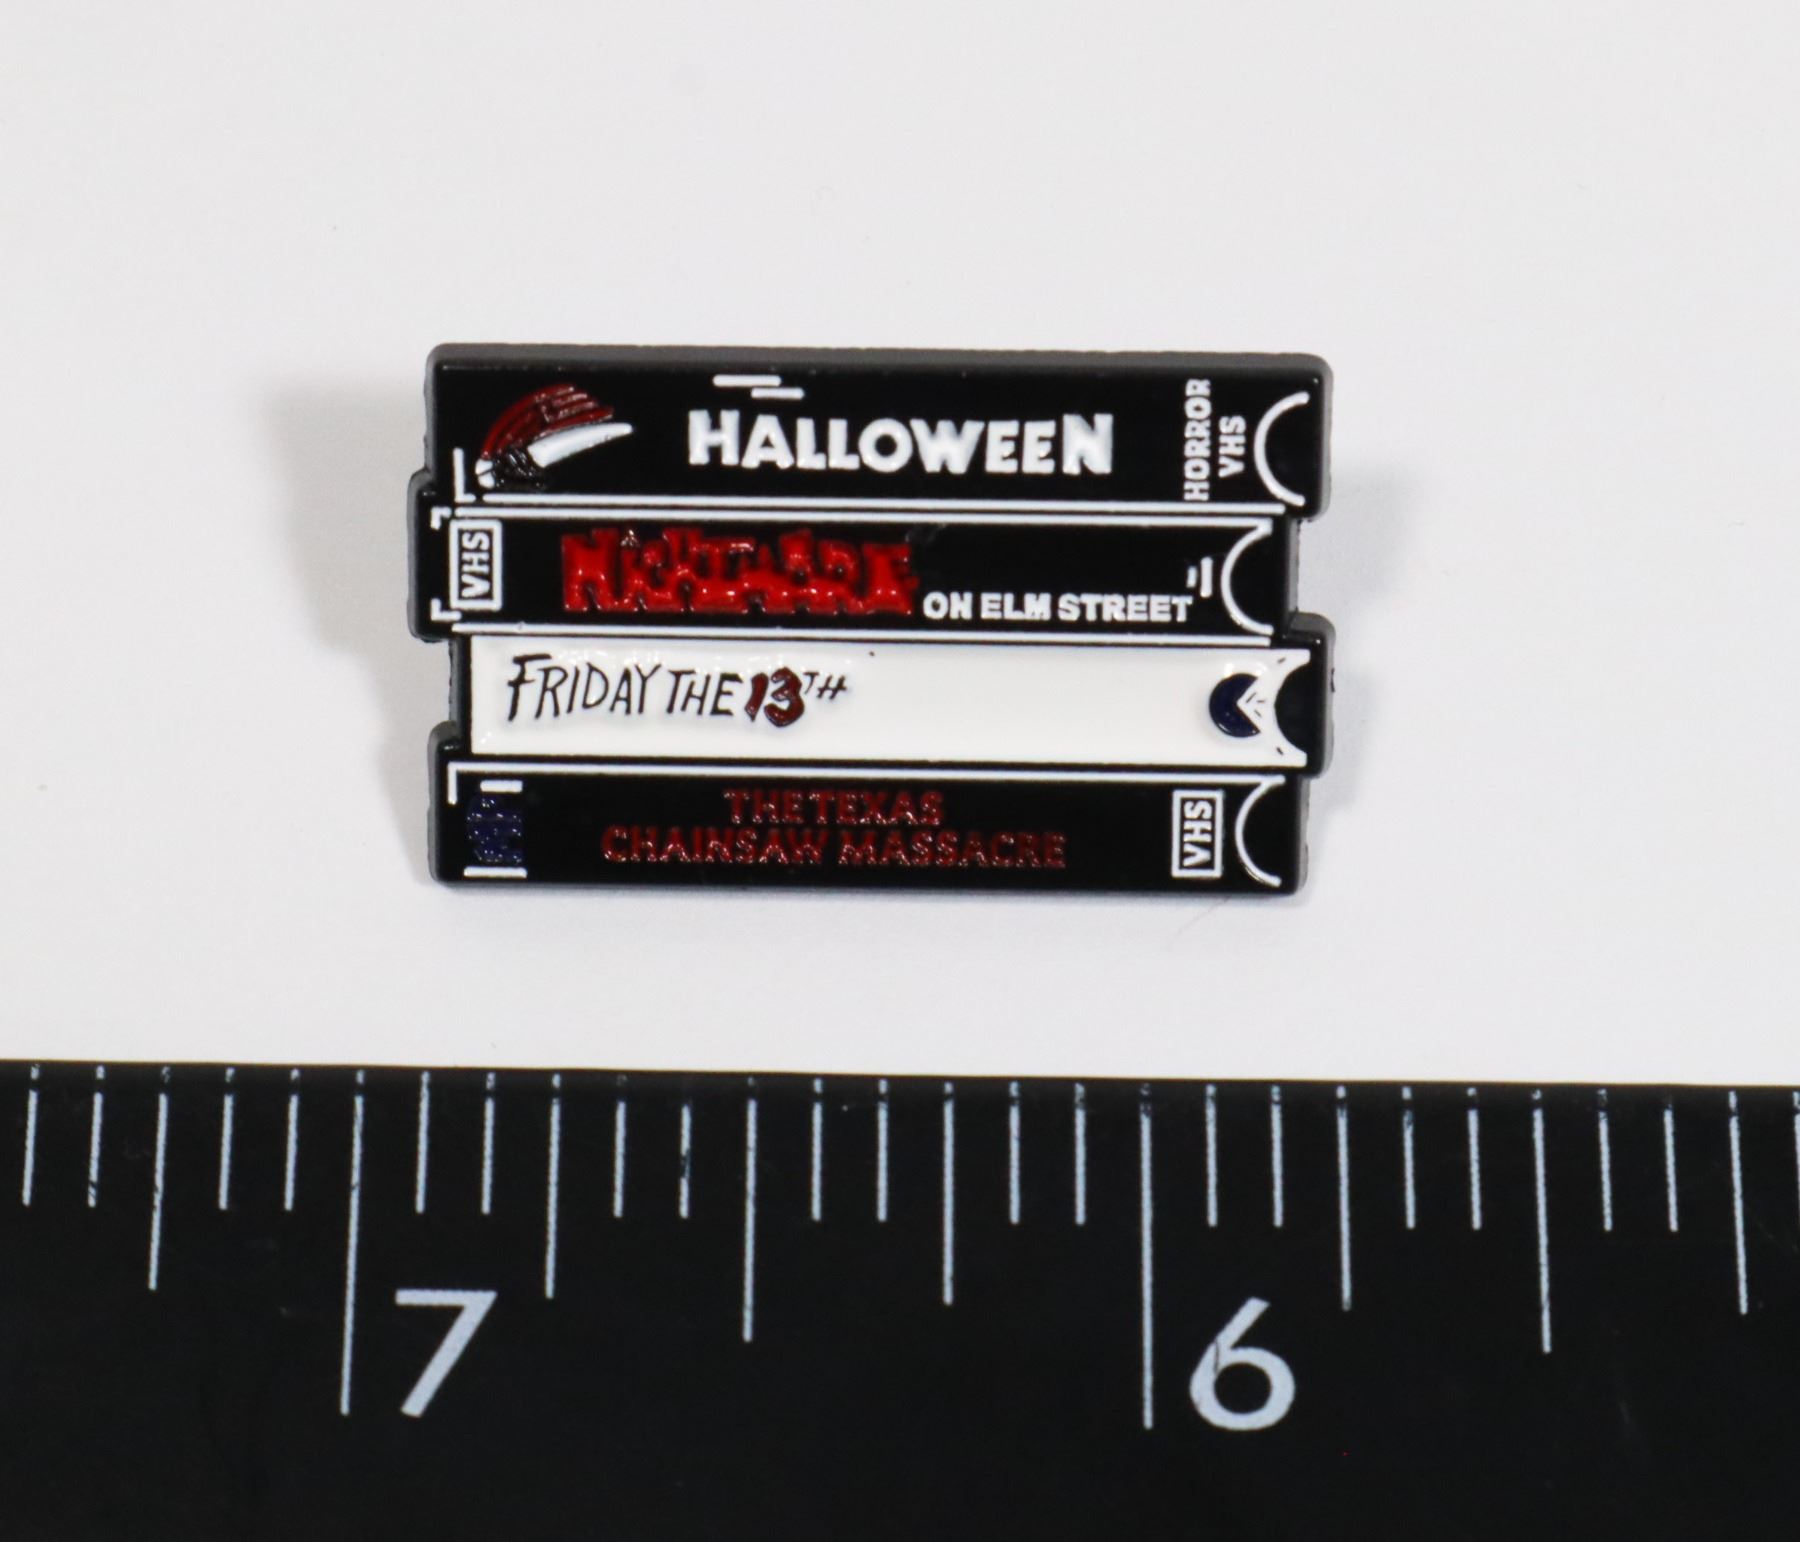 HALLOWEEN
HORROR
VHS
VHS
NIGHTMARE
ON ELM STREET
FRIDAY THE 13TH
THE TEXAS
CHAINSAW MASSACRE
VHS
7
6